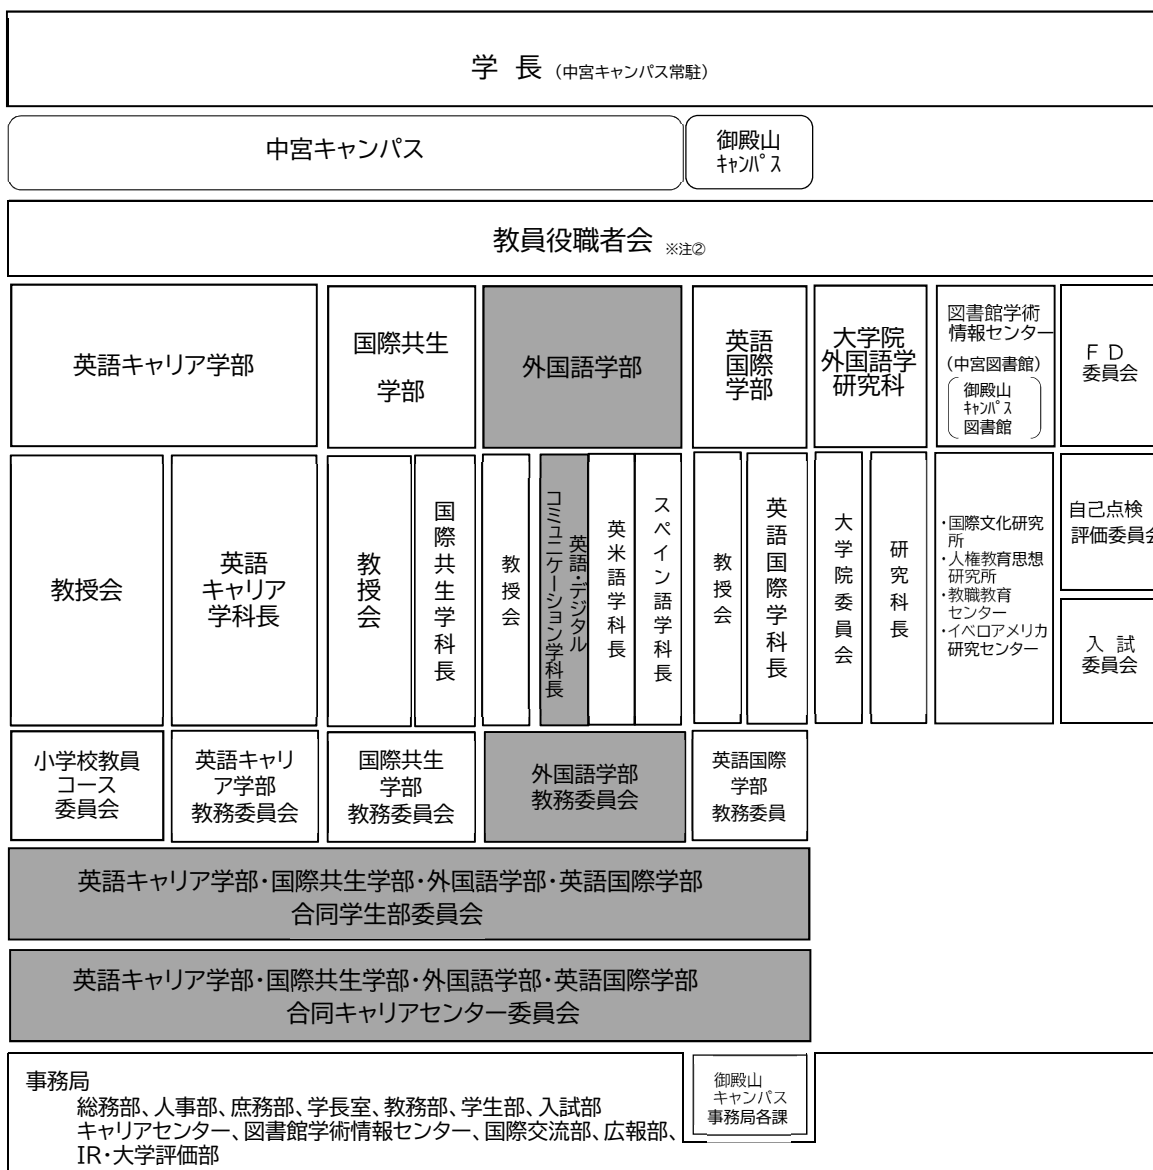 学 長 (中宮キャンパス常駐)
中宮キャンパス
御殿山
ｷｬﾝﾊﾟｽ
教員役職者会 ※注②
英語キャリア学部
国際共生
学部
外国語学部
英語
国際
学部
大学院
外国語学
研究科
図書館学術
情報センター
(中宮図書館)
御殿山
ｷｬﾝﾊﾟｽ
図書館
ＦＤ
委員会
教授会
英語
キャリア
学科長
教授会
国際共生学科長
教授会
英語・デジタル
コミュニケーション学科長
英米語学科長
スペイン語学科長
教授会
英語国際学科長
大学院委員会
研究科長
・国際文化研究
所
・人権教育思想
研究所
・教職教育
センター
・イベロアメリカ
研究センター
自己点検
評価委員会
入 試
委員会
小学校教員
コース
委員会
英語キャリ
ア学部
教務委員会
国際共生
学部
教務委員会
外国語学部
教務委員会
英語国際
学部
教務委員
英語キャリア学部・国際共生学部・外国語学部・英語国際学部
合同学生部委員会
英語キャリア学部・国際共生学部・外国語学部・英語国際学部
合同キャリアセンター委員会
事務局
総務部、人事部、庶務部、学長室、教務部、学生部、入試部
キャリアセンター、図書館学術情報センター、国際交流部、広報部、
IR・大学評価部
御殿山
キャンパス
事務局各課